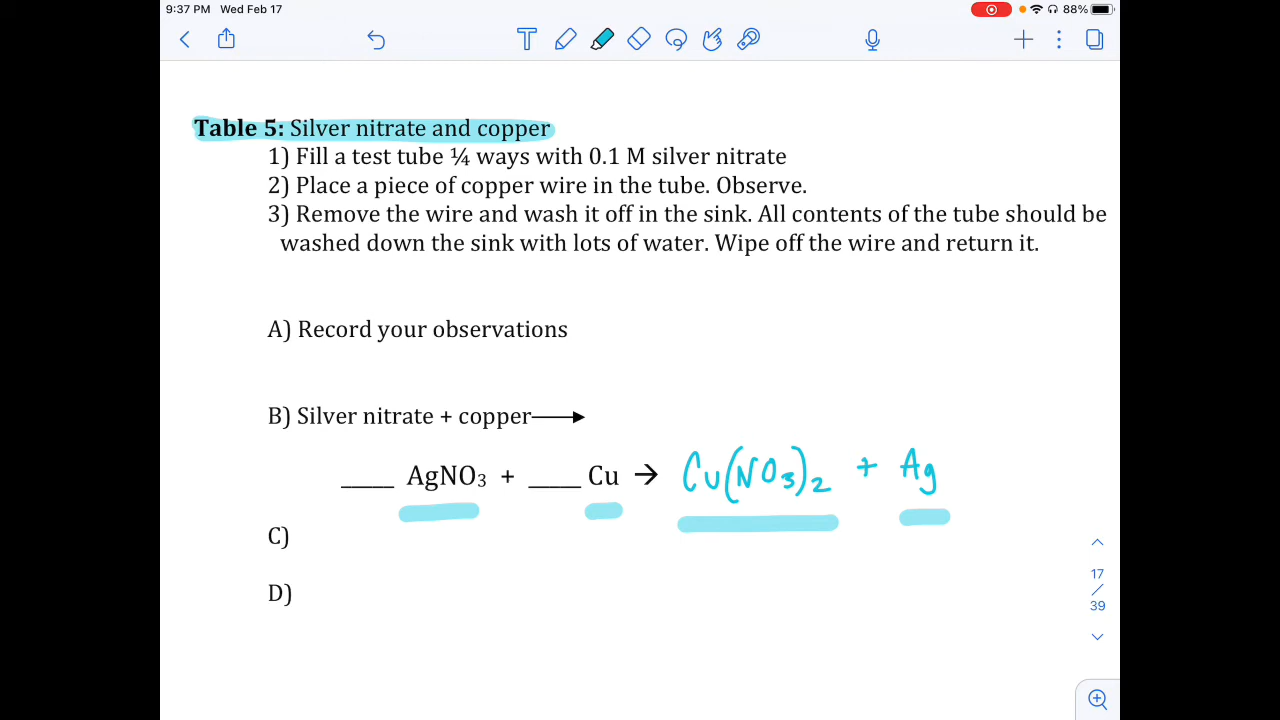 9:37 PM Wed Feb 17 88%
Table 5: Silver nitrate and copper
1) Fill a test tube ¼ ways with 0.1 M silver nitrate
2) Place a piece of copper wire in the tube. Observe.
3) Remove the wire and wash it off in the sink. All contents of the tube should be
washed down the sink with lots of water. Wipe off the wire and return it.
A) Record your observations
B) Silver nitrate + copper⟶
_____ AgNO₃ + _____ Cu → Cu(NO₃)₂ + Ag
C)
D)
17
/
39